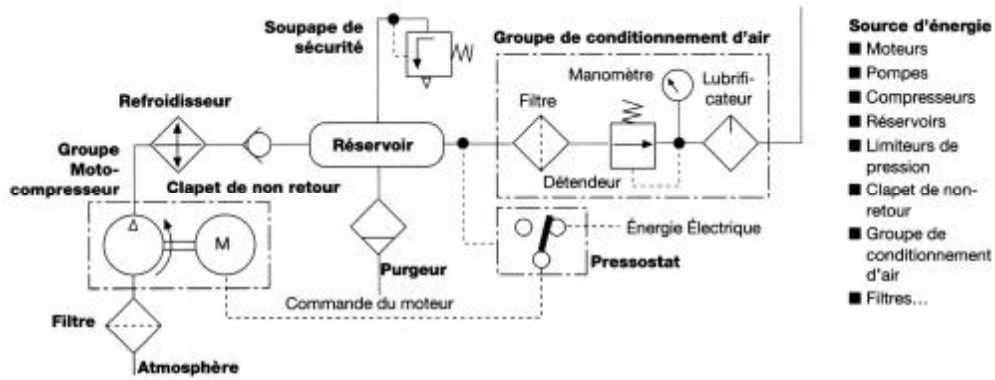 Soupape de
sécurité
Groupe de conditionnement d'air
Manomètre
Lubrifi-
cateur
Filtre
Refroidisseur
Réservoir
Groupe
Moto-
compresseur
Clapet de non retour
Détendeur
M
Énergie Électrique
Purgeur
Pressostat
Commande du moteur
Filtre
Atmosphère
Source d'énergie
■ Moteurs
■ Pompes
■ Compresseurs
■ Réservoirs
■ Limiteurs de
pression
■ Clapet de non-
retour
■ Groupe de
conditionnement
d'air
■ Filtres...